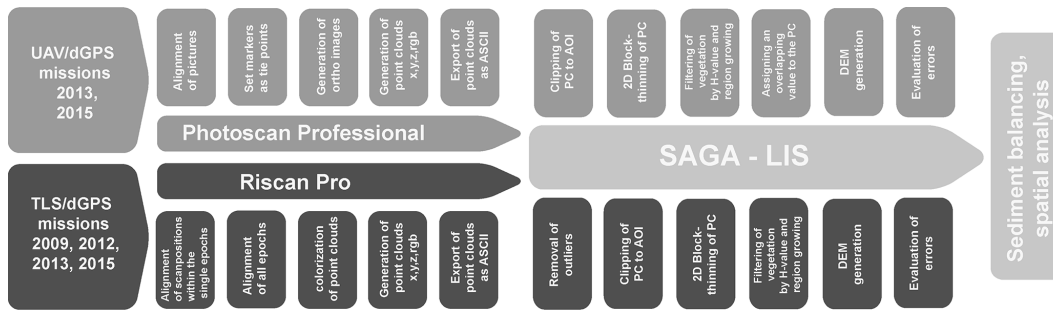 UAV/dGPS
missions
2013,
2015
Alignment
of pictures
Set markers
as tie points
Generation of
ortho images
Generation of
point clouds
x,y,z,rgb
Export of
point clouds
as ASCII
Photoscan Professional
Clipping of
PC to AOI
2D Block-
thinning of PC
Filtering of
vegetation
by H-value and
region growing
Assigning an
overlapping
value to the PC
DEM
generation
Evaluation of
errors
SAGA - LIS
Sediment balancing,
spatial analysis
TLS/dGPS
missions
2009, 2012,
2013, 2015
Riscan Pro
Alignment
of scanpositions
within the
single epochs
Alignment
of all epochs
colorization
of point clouds
Generation of
point clouds
x,y,z,rgb
Export of
point clouds
as ASCII
Removal of
outliers
Clipping of
PC to AOI
2D Block-
thinning of PC
Filtering of
vegetation
by H-value and
region growing
DEM
generation
Evaluation of
errors